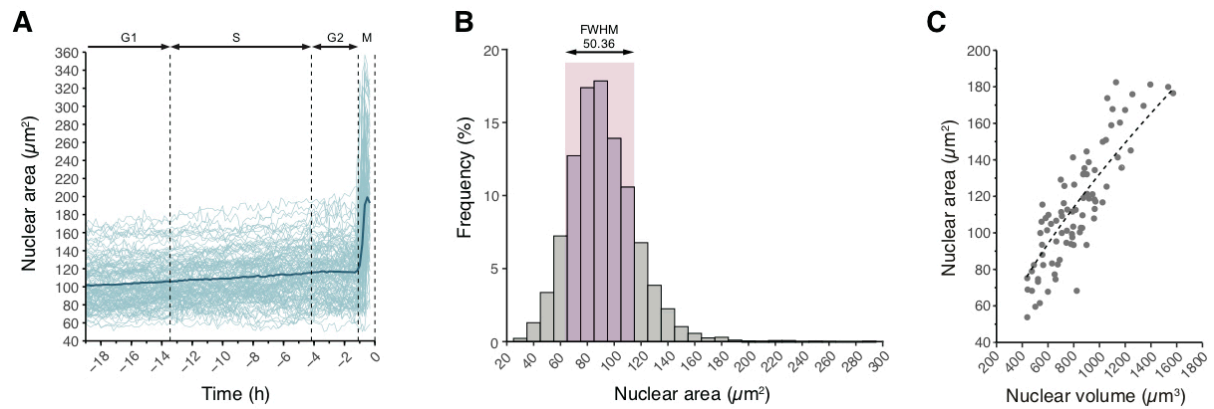 A
G1 S G2 M
360
340
320
300
280
260
240
220
200
180
160
140
120
100
80
60
40
Nuclear area (µm²)
−18 −16 −14 −12 −10 −8 −6 −4 −2 0
Time (h)
B
FWHM
50.36
20
15
10
5
0
Frequency (%)
20 40 60 80 100 120 140 160 180 200 220 240 260 280 300
Nuclear area (µm²)
C
200
180
160
140
120
100
80
60
40
Nuclear area (µm²)
200 400 600 800 1000 1200 1400 1600 1800
Nuclear volume (µm³)